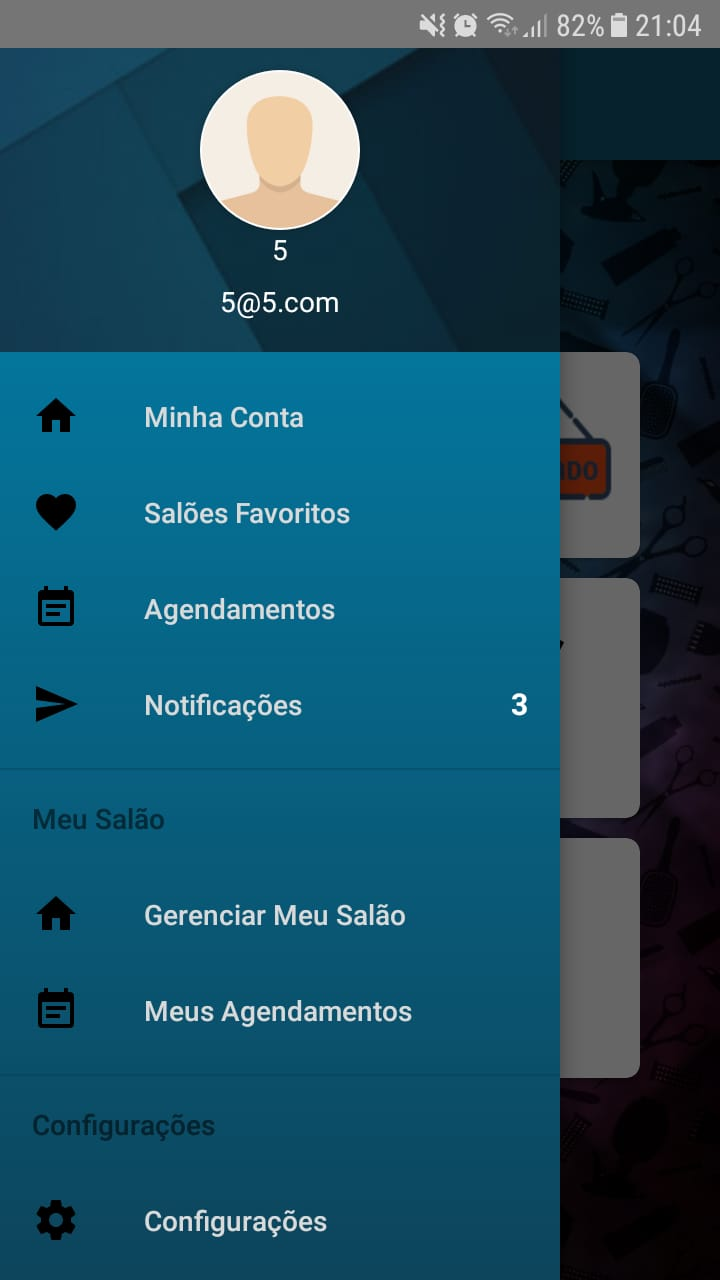 82% 21:04
5
5@5.com
Minha Conta
Salões Favoritos
Agendamentos
Notificações 3
Meu Salão
Gerenciar Meu Salão
Meus Agendamentos
Configurações
Configurações